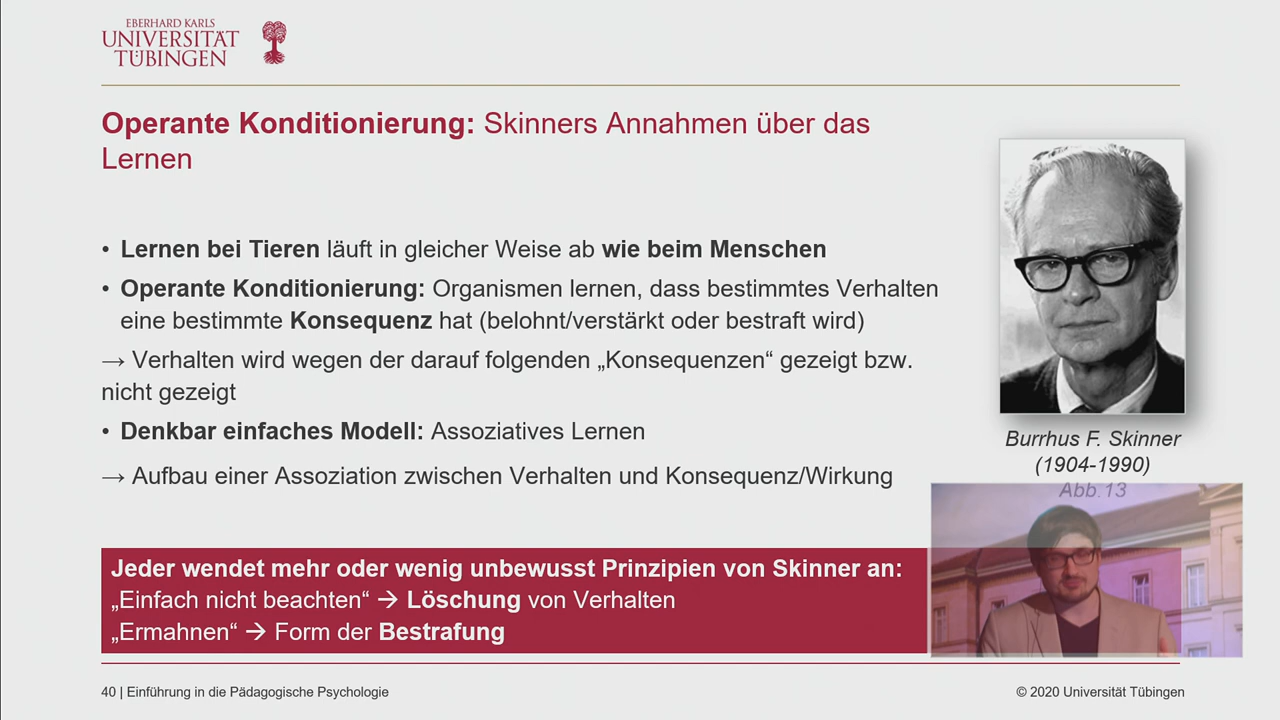 EBERHARD KARLS
UNIVERSITÄT
TÜBINGEN
Operante Konditionierung: Skinners Annahmen über das
Lernen
• Lernen bei Tieren läuft in gleicher Weise ab wie beim Menschen
• Operante Konditionierung: Organismen lernen, dass bestimmtes Verhalten
eine bestimmte Konsequenz hat (belohnt/verstärkt oder bestraft wird)
→ Verhalten wird wegen der darauf folgenden „Konsequenzen“ gezeigt bzw.
nicht gezeigt
• Denkbar einfaches Modell: Assoziatives Lernen
→ Aufbau einer Assoziation zwischen Verhalten und Konsequenz/Wirkung
Burrhus F. Skinner
(1904-1990)
Abb.13
Jeder wendet mehr oder wenig unbewusst Prinzipien von Skinner an:
„Einfach nicht beachten“ → Löschung von Verhalten
„Ermahnen“ → Form der Bestrafung
40 | Einführung in die Pädagogische Psychologie
© 2020 Universität Tübingen